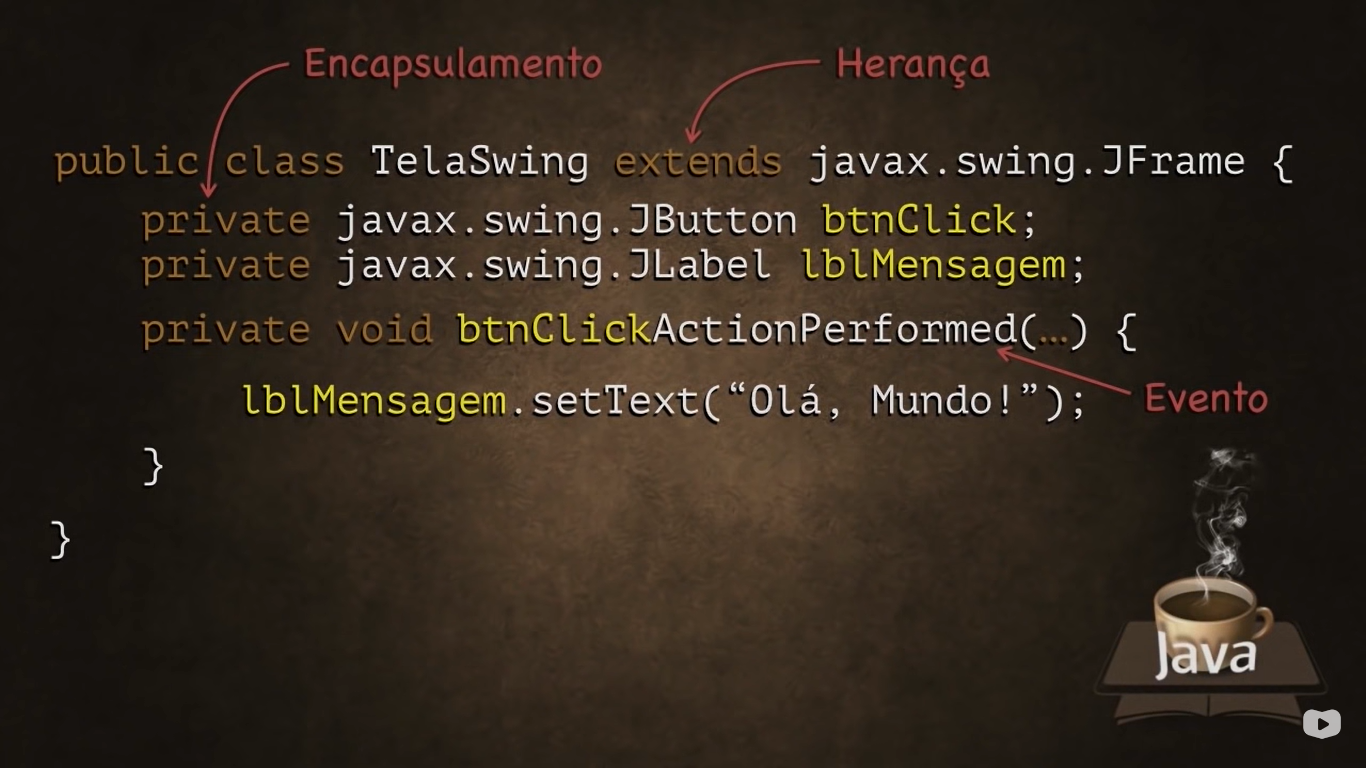 Encapsulamento
Herança
public class TelaSwing extends javax.swing.JFrame {
private javax.swing.JButton btnClick;
private javax.swing.JLabel lblMensagem;
private void btnClickActionPerformed(…) {
lblMensagem.setText(“Olá, Mundo!”);
Evento
}
}
Java